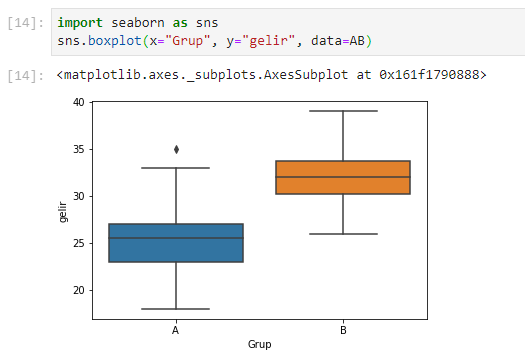 [14]: import seaborn as sns
sns.boxplot(x="Grup", y="gelir", data=AB)
[14]: <matplotlib.axes._subplots.AxesSubplot at 0x161f1790888>
40
35
30
25
20
gelir
A B
Grup